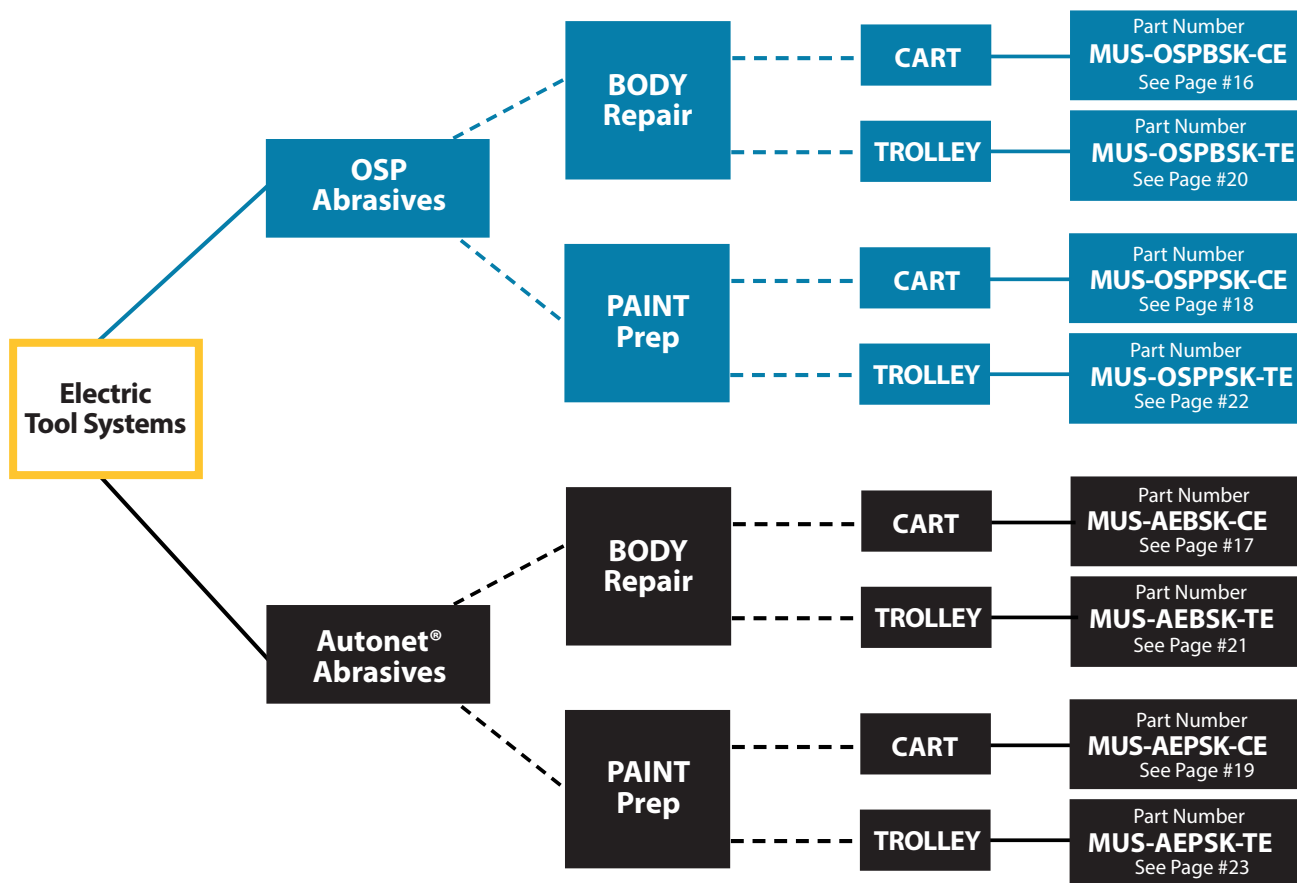 Electric
Tool Systems
OSP
Abrasives
BODY
Repair
CART
Part Number
MUS-OSPBSK-CE
See Page #16
TROLLEY
Part Number
MUS-OSPBSK-TE
See Page #20
PAINT
Prep
CART
Part Number
MUS-OSPPSK-CE
See Page #18
TROLLEY
Part Number
MUS-OSPPSK-TE
See Page #22
Autonet®
Abrasives
BODY
Repair
CART
Part Number
MUS-AEBSK-CE
See Page #17
TROLLEY
Part Number
MUS-AEBSK-TE
See Page #21
PAINT
Prep
CART
Part Number
MUS-AEPSK-CE
See Page #19
TROLLEY
Part Number
MUS-AEPSK-TE
See Page #23